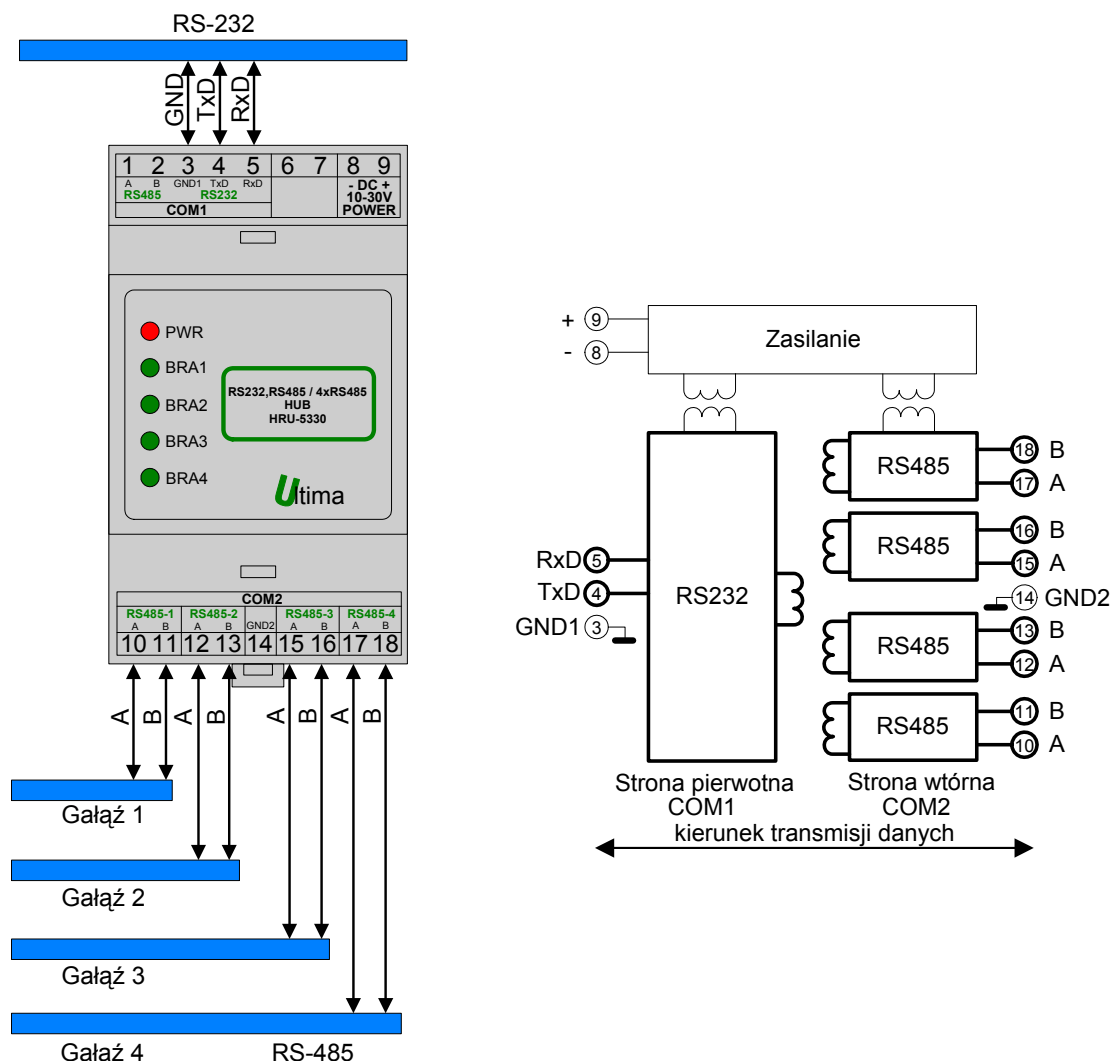 RS-232
GND TxD RxD
1 2 3 4 5 6 7 8 9
A B GND1 TxD RxD - DC +
RS485 RS232 10-30V
COM1 POWER
PWR
BRA1
BRA2
BRA3
BRA4
RS232,RS485 / 4xRS485
HUB
HRU-5330
Ultima
COM2
RS485-1 RS485-2 RS485-3 RS485-4
A B A B GND2 A B A B
10 11 12 13 14 15 16 17 18
A B A B A B A B
Gałąź 1
Gałąź 2
Gałąź 3
Gałaź 4 RS-485
+ 9
- 8
Zasilanie
RxD 5
TxD 4
GND1 3
RS232
RS485
18 B
17 A
RS485
16 B
15 A
14 GND2
RS485
13 B
12 A
RS485
11 B
10 A
Strona pierwotna
COM1
Strona wtórna
COM2
kierunek transmisji danych